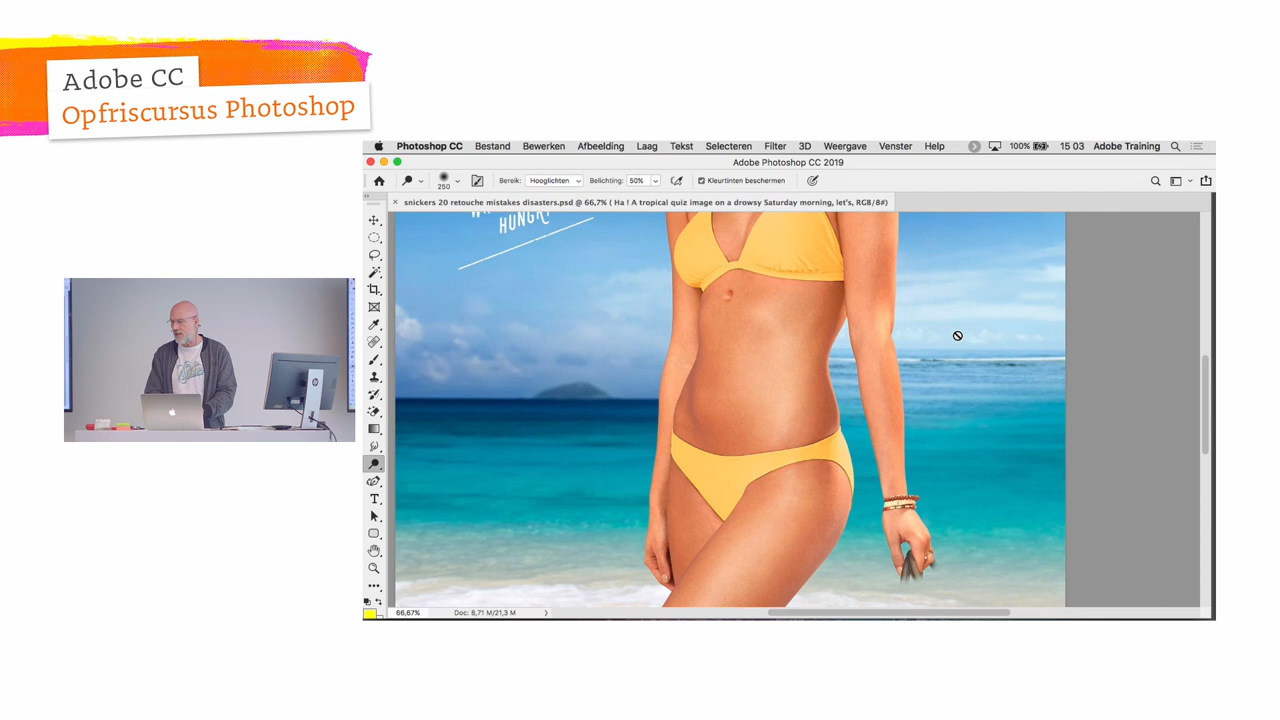 Adobe CC
Opfriscursus Photoshop
Photoshop CC Bestand Bewerken Afbeelding Laag Tekst Selecteren Filter 3D Weergave Venster Help 100% 15 03 Adobe Training
Adobe Photoshop CC 2019
250 Bereik: Hooglichten Belichting: 50% Kleurtinten beschermen
snickers 20 retouche mistakes disasters.psd @ 66,7% ( Ha ! A tropical quiz image on a drowsy Saturday morning, let's, RGB/8#)
HUNGRY
66,67% Doc: 8,71 M/21,3 M